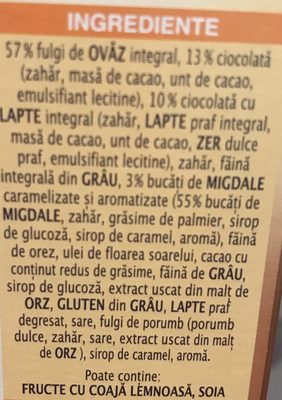 INGREDIENTE
57% fulgi de OVĂZ integral, 13% ciocolată
(zahăr, masă de cacao, unt de cacao,
emulsifiant lecitine), 10% ciocolată cu
LAPTE integral (zahăr, LAPTE praf integral,
masă de cacao, unt de cacao, ZER dulce
praf, emulsifiant lecitine), zahăr, făină
integrală din GRÂU, 3% bucăți de MIGDALE
caramelizate și aromatizate (55% bucăți de
MIGDALE, zahăr, grăsime de palmier, sirop
de glucoză, sirop de caramel, aromă), făină
de orez, ulei de floarea soarelui, cacao cu
conținut redus de grăsime, făină de GRÂU,
sirop de glucoză, extract uscat din malț de
ORZ, GLUTEN din GRÂU, LAPTE praf
degresat, sare, fulgi de porumb (porumb
dulce, zahăr, sare, extract uscat din malț
de ORZ ), sirop de caramel, aromă.
Poate conține:
FRUCTE CU COAJĂ LEMNOASĂ, SOIA